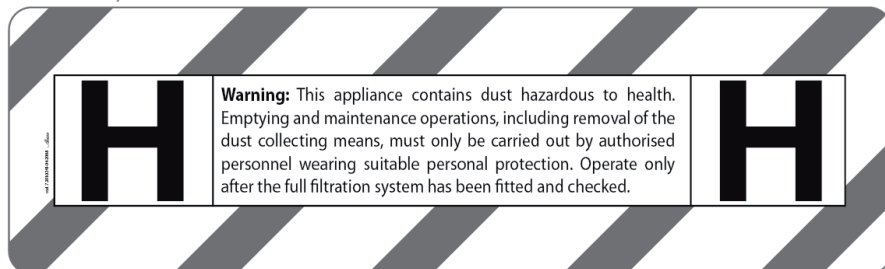 H
Warning: This appliance contains dust hazardous to health.
Emptying and maintenance operations, including removal of the
dust collecting means, must only be carried out by authorised
personnel wearing suitable personal protection. Operate only
after the full filtration system has been fitted and checked.
H